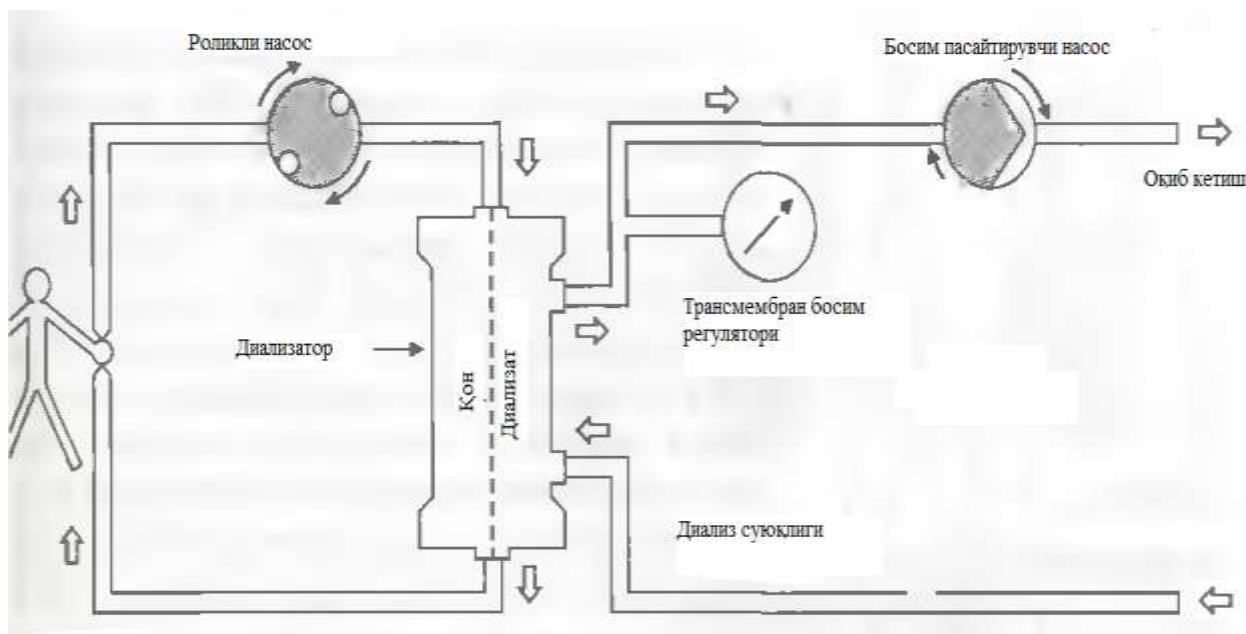 Роликли насос
Босим пасайтирувчи насос
Оқиб кетиш
Трансмембран босим
регулятори
Диализатор
Қон
Диализат
Диализ суюқлиги